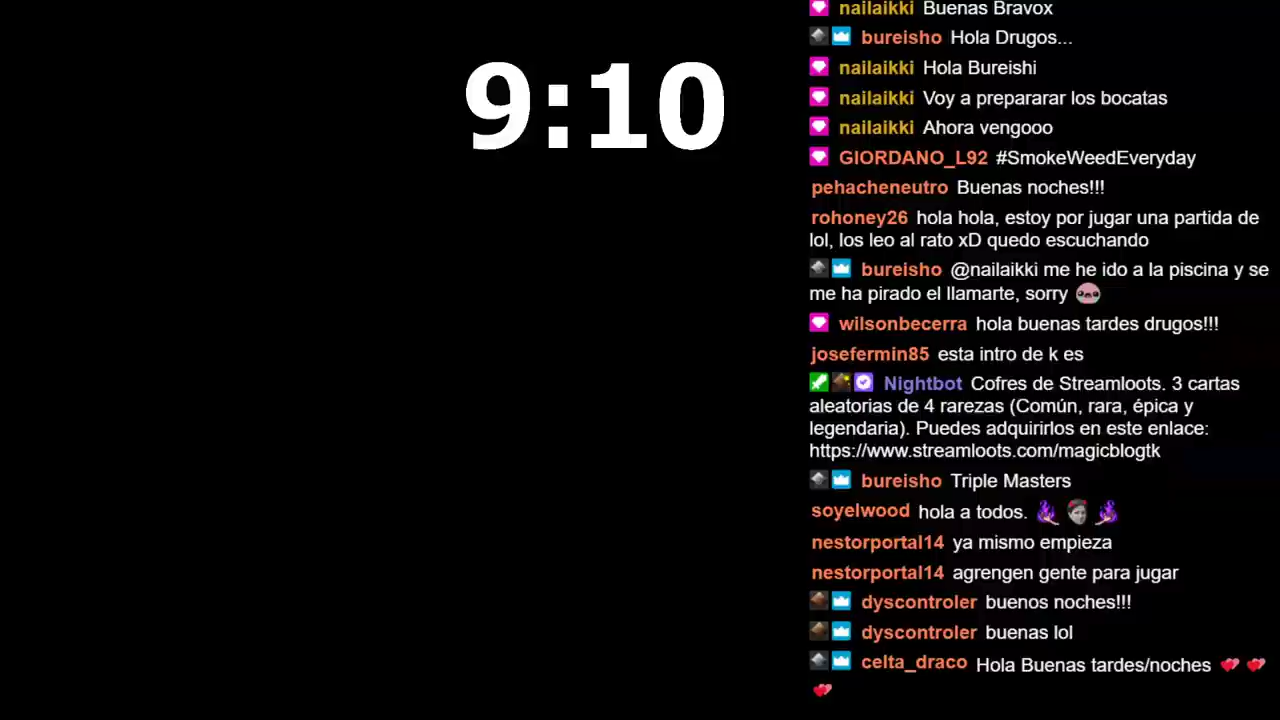 9:10
nailaikki Buenas Bravox
bureisho Hola Drugos...
nailaikki Hola Bureishi
nailaikki Voy a prepararar los bocatas
nailaikki Ahora vengooo
GIORDANO_L92 #SmokeWeedEveryday
pehacheneutro Buenas noches!!!
rohoney26 hola hola, estoy por jugar una partida de
lol, los leo al rato xD quedo escuchando
bureisho @nailaikki me he ido a la piscina y se
me ha pirado el llamarte, sorry
wilsonbecerra hola buenas tardes drugos!!!
josefermin85 esta intro de k es
Nightbot Cofres de Streamloots. 3 cartas
aleatorias de 4 rarezas (Común, rara, épica y
legendaria). Puedes adquirirlos en este enlace:
https://www.streamloots.com/magicblogtk
bureisho Triple Masters
soyelwood hola a todos.
nestorportal14 ya mismo empieza
nestorportal14 agrengen gente para jugar
dyscontroler buenos noches!!!
dyscontroler buenas lol
celta_draco Hola Buenas tardes/noches